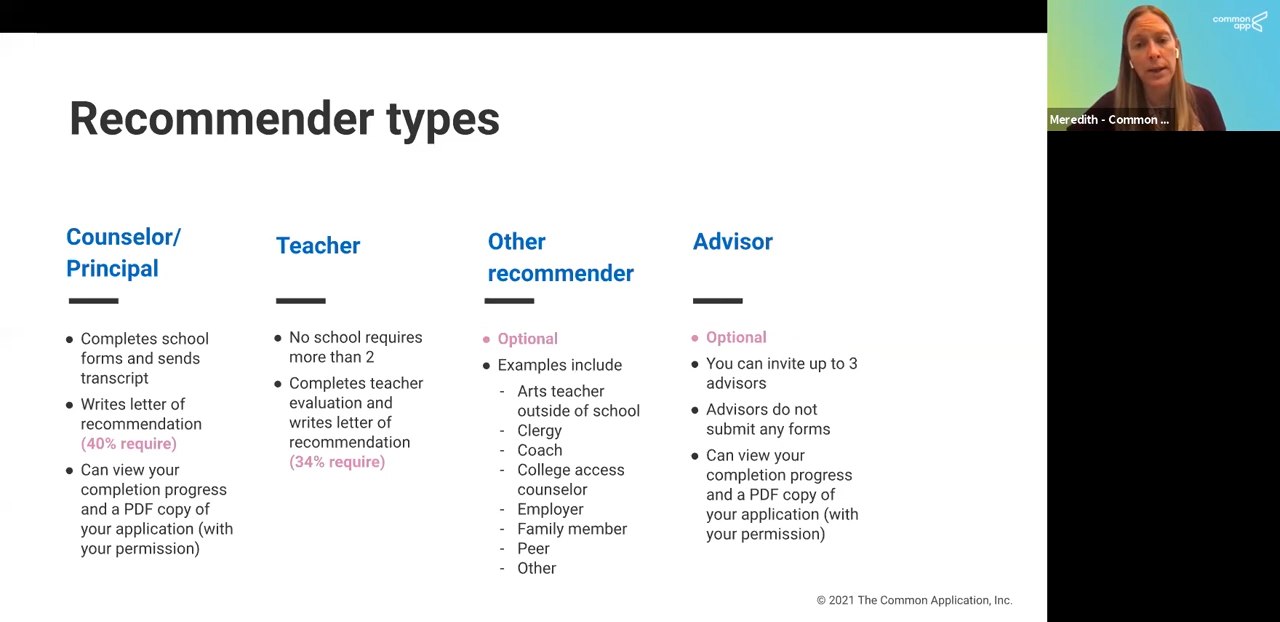 Recommender types
Counselor/
Principal
● Completes school
forms and sends
transcript
● Writes letter of
recommendation
(40% require)
● Can view your
completion progress
and a PDF copy of
your application (with
your permission)
Teacher
● No school requires
more than 2
● Completes teacher
evaluation and
writes letter of
recommendation
(34% require)
Other
recommender
● Optional
● Examples include
- Arts teacher
outside of school
- Clergy
- Coach
- College access
counselor
- Employer
- Family member
- Peer
- Other
Advisor
● Optional
● You can invite up to 3
advisors
● Advisors do not
submit any forms
● Can view your
completion progress
and a PDF copy of
your application (with
your permission)
© 2021 The Common Application, Inc.
common
app
Meredith - Common ...